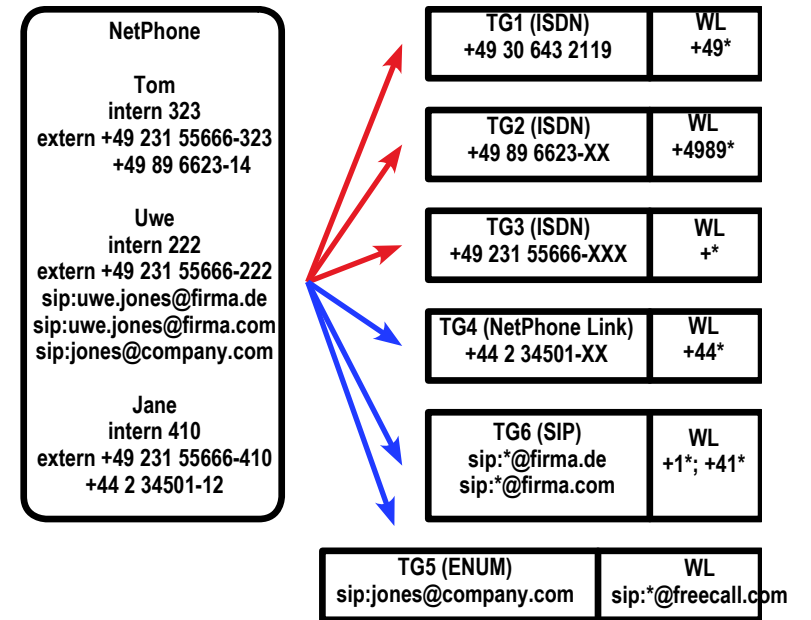 NetPhone
Tom
intern 323
extern +49 231 55666-323
+49 89 6623-14
Uwe
intern 222
extern +49 231 55666-222
sip:uwe.jones@firma.de
sip:uwe.jones@firma.com
sip:jones@company.com
Jane
intern 410
extern +49 231 55666-410
+44 2 34501-12
TG1 (ISDN)
+49 30 643 2119
WL
+49*
TG2 (ISDN)
+49 89 6623-XX
WL
+4989*
TG3 (ISDN)
+49 231 55666-XXX
WL
+*
TG4 (NetPhone Link)
+44 2 34501-XX
WL
+44*
TG6 (SIP)
sip:*@firma.de
sip:*@firma.com
WL
+1*; +41*
TG5 (ENUM)
sip:jones@company.com
WL
sip:*@freecall.com